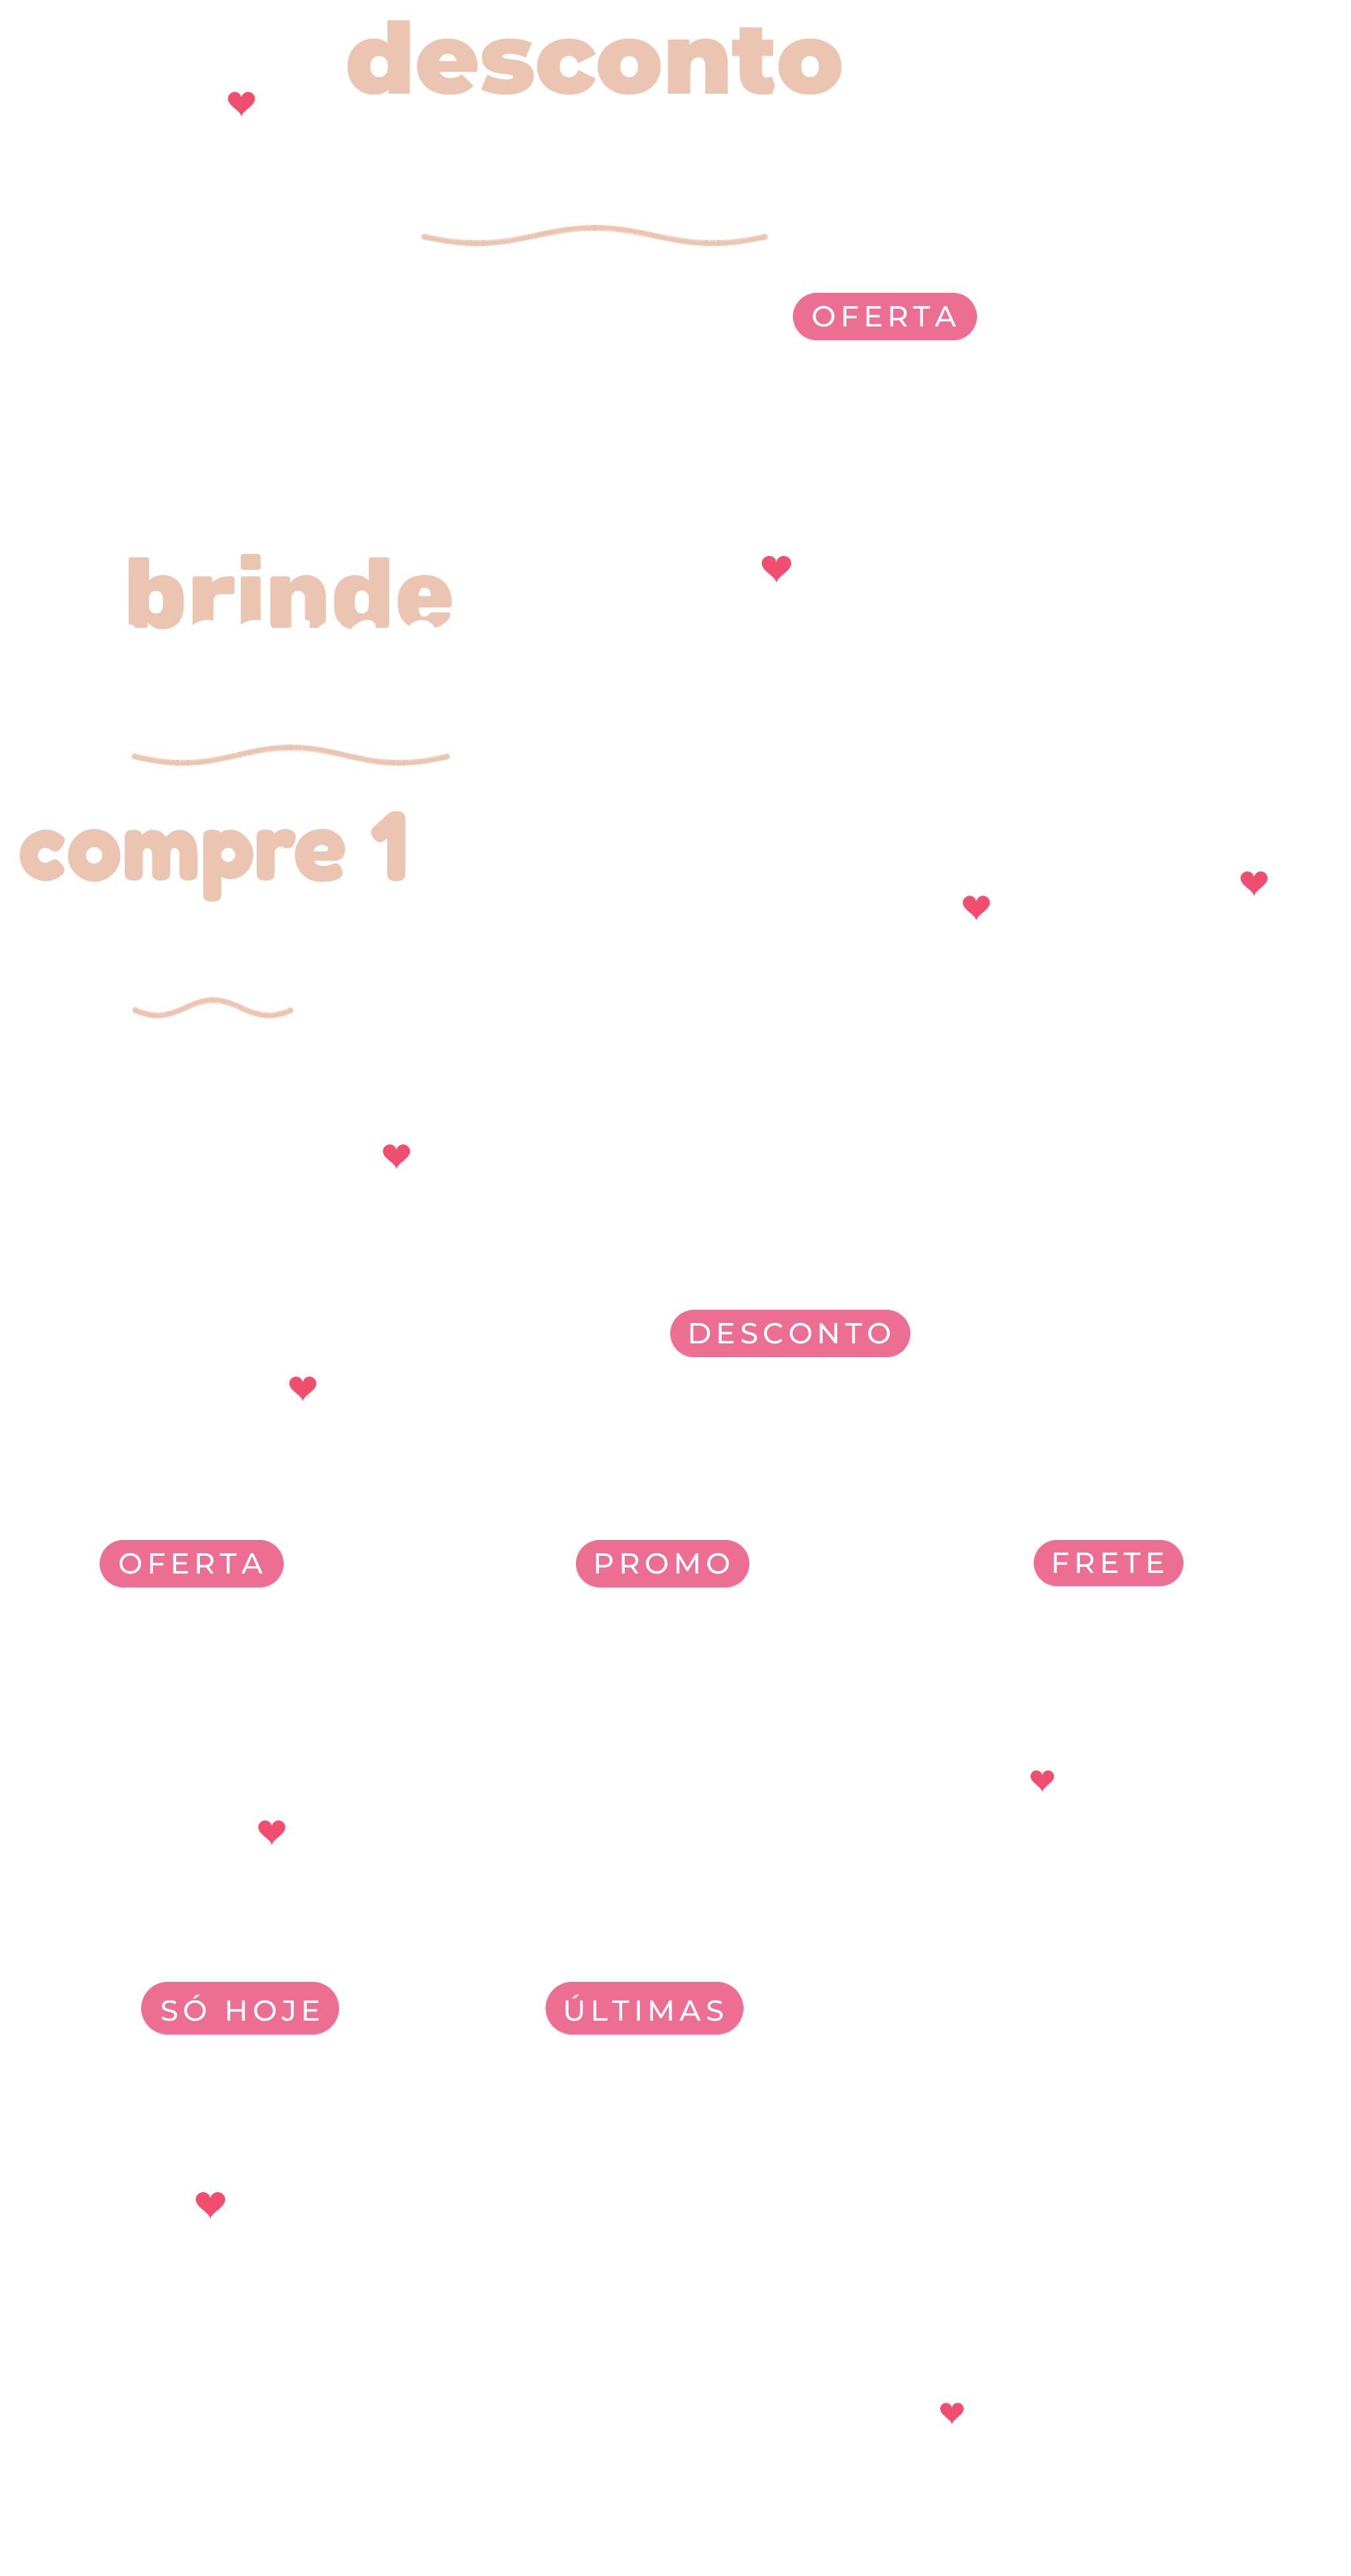 desconto
OFERTA
brinde
compre 1
DESCONTO
OFERTA
PROMO
FRETE
SÓ HOJE
ÚLTIMAS